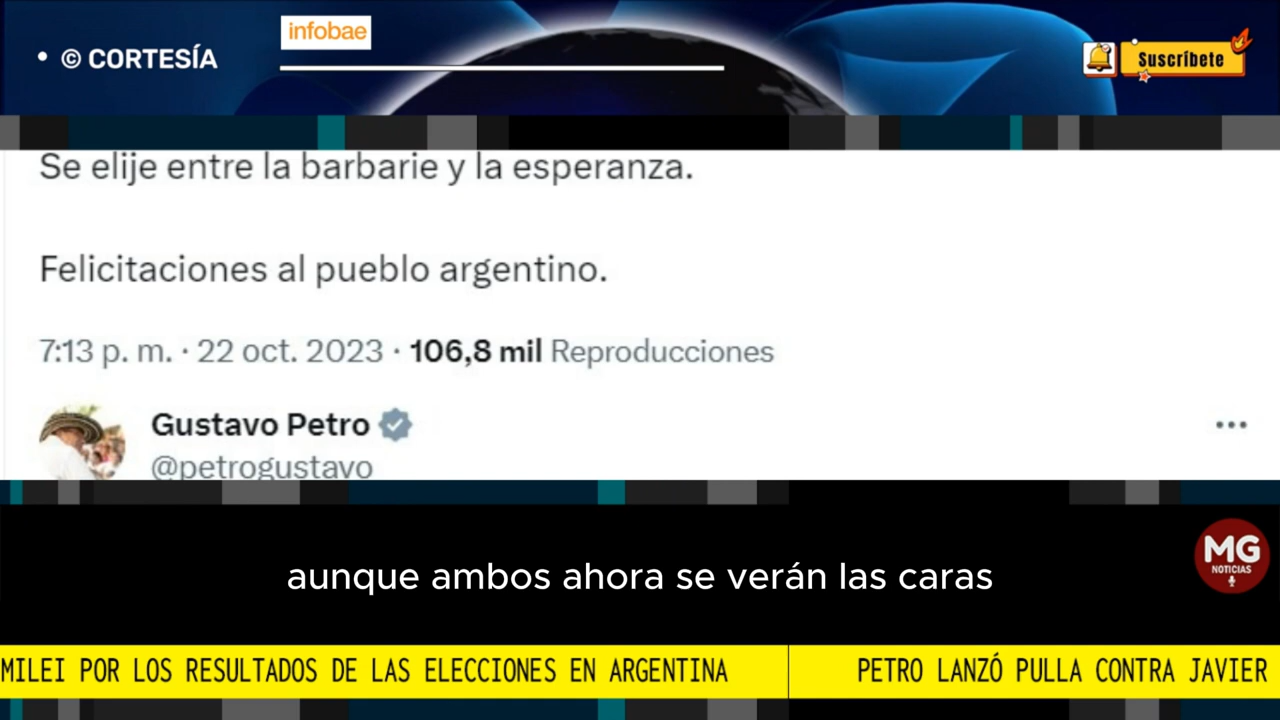 • © CORTESÍA
infobae
Suscríbete
Se elije entre la barbarie y la esperanza.
Felicitaciones al pueblo argentino.
7:13 p. m. · 22 oct. 2023 · 106,8 mil Reproducciones
Gustavo Petro
@petrogustavo
aunque ambos ahora se verán las caras
MG
NOTICIAS
MILEI POR LOS RESULTADOS DE LAS ELECCIONES EN ARGENTINA
PETRO LANZÓ PULLA CONTRA JAVIER